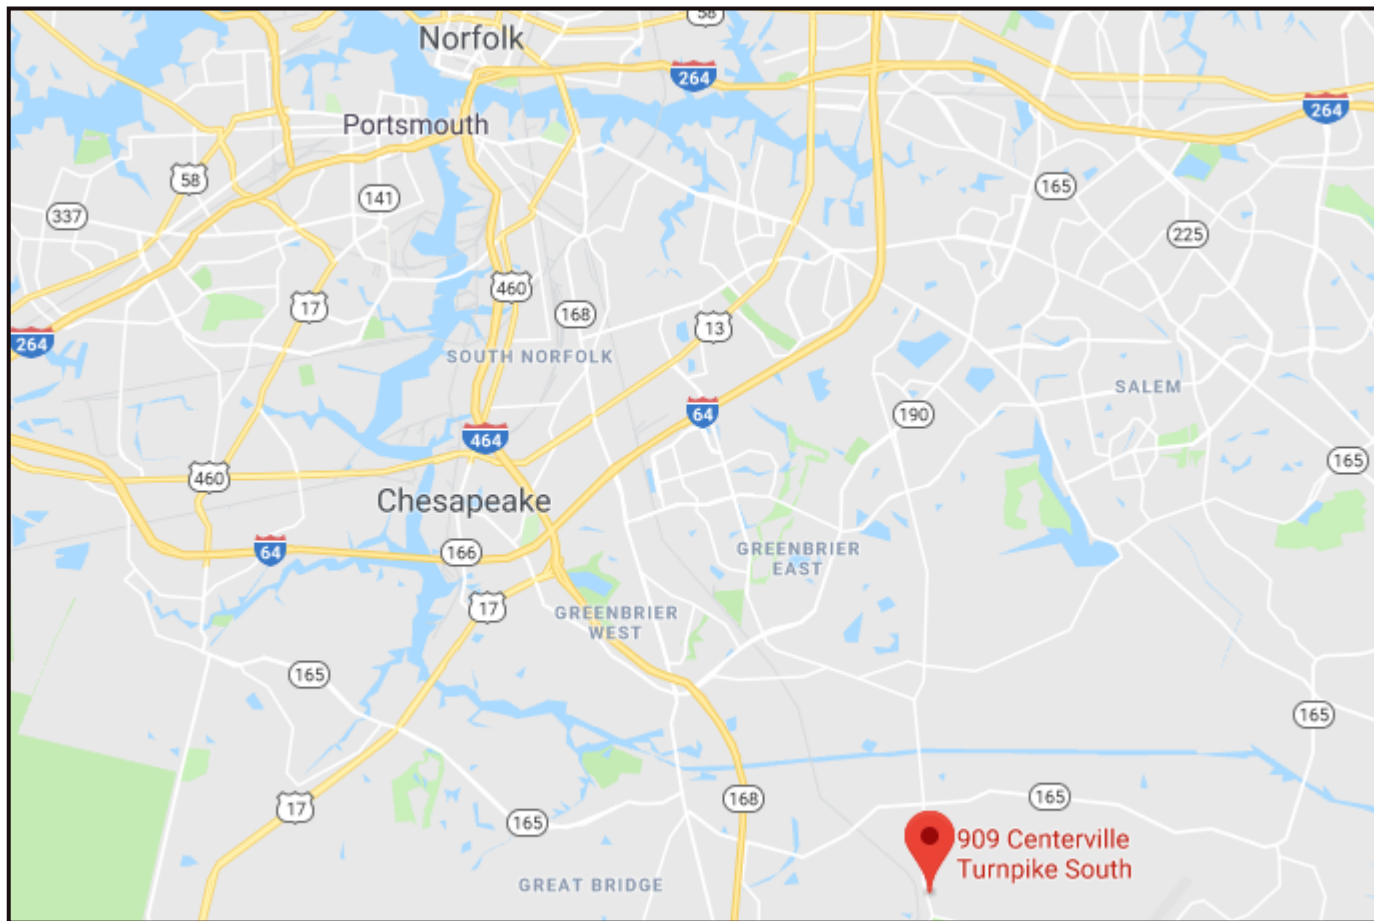 58
Norfolk
264
264
Portsmouth
58
165
141
337
225
460
17
168
13
264
SOUTH NORFOLK
SALEM
64
190
464
165
460
Chesapeake
64
166
GREENBRIER
EAST
17
GREENBRIER
WEST
165
165
168
165
17
165
909 Centerville
Turnpike South
GREAT BRIDGE